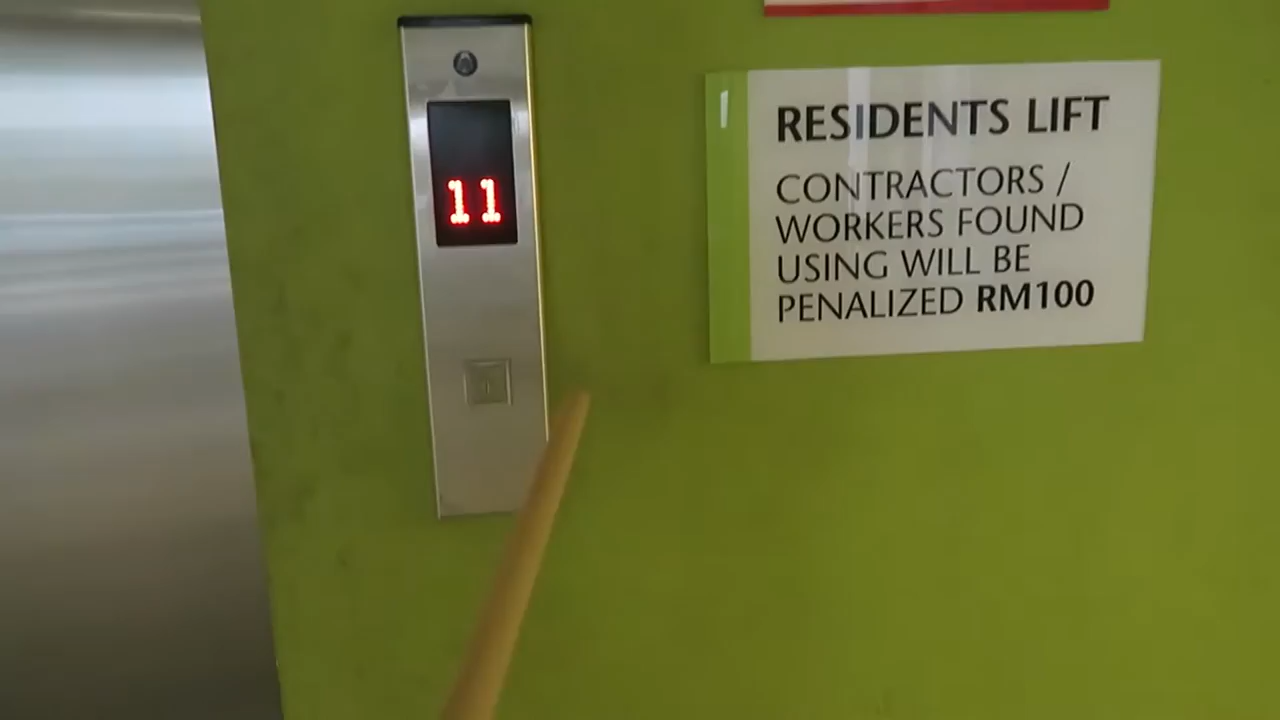 11
RESIDENTS LIFT
CONTRACTORS /
WORKERS FOUND
USING WILL BE
PENALIZED RM100